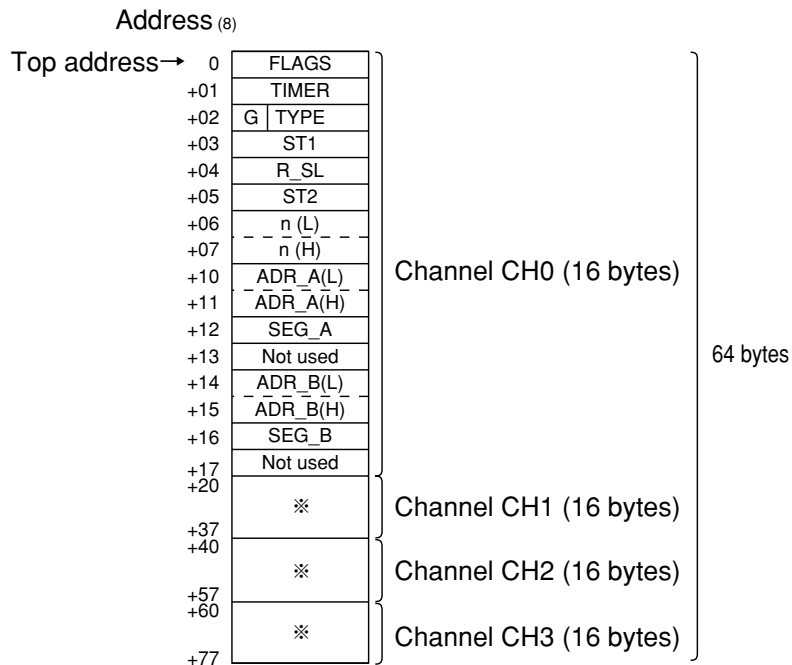 Address (8)
Top address→ 0 FLAGS
+01 TIMER
+02 G TYPE
+03 ST1
+04 R_SL
+05 ST2
+06 n (L)
+07 n (H)
Channel CH0 (16 bytes)
+10 ADR_A(L)
+11 ADR_A(H)
+12 SEG_A
+13 Not used
64 bytes
+14 ADR_B(L)
+15 ADR_B(H)
+16 SEG_B
+17 Not used
+20
※ Channel CH1 (16 bytes)
+37
+40
※ Channel CH2 (16 bytes)
+57
+60
※ Channel CH3 (16 bytes)
+77